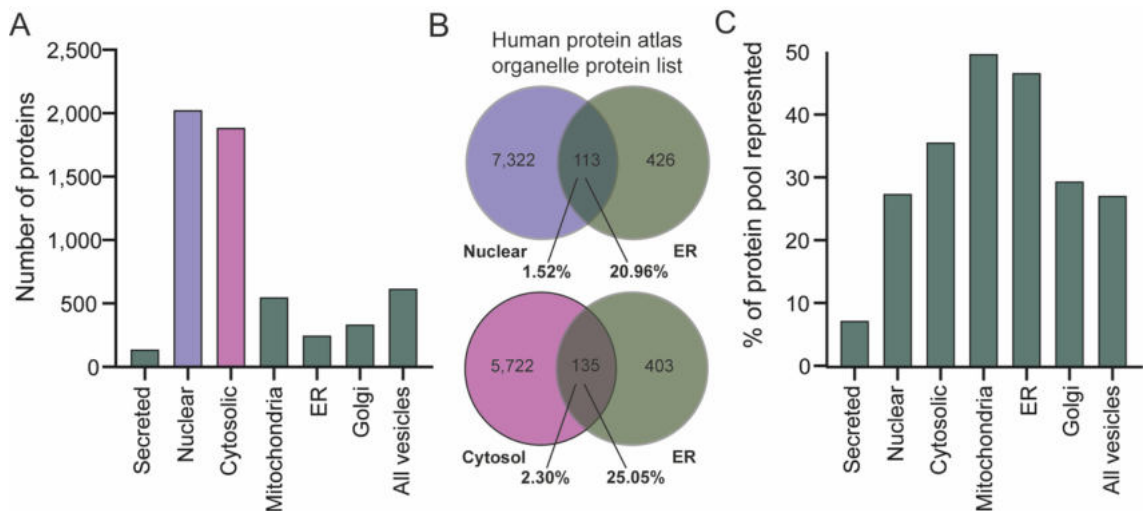 A
Number of proteins
2,500
2,000
1,500
1,000
500
0
Secreted
Nuclear
Cytosolic
Mitochondria
ER
Golgi
All vesicles
B
Human protein atlas
organelle protein list
7,322
113
426
Nuclear
ER
1.52%
20.96%
5,722
135
403
Cytosol
ER
2.30%
25.05%
C
% of protein pool represnted
50
40
30
20
10
0
Secreted
Nuclear
Cytosolic
Mitochondria
ER
Golgi
All vesicles